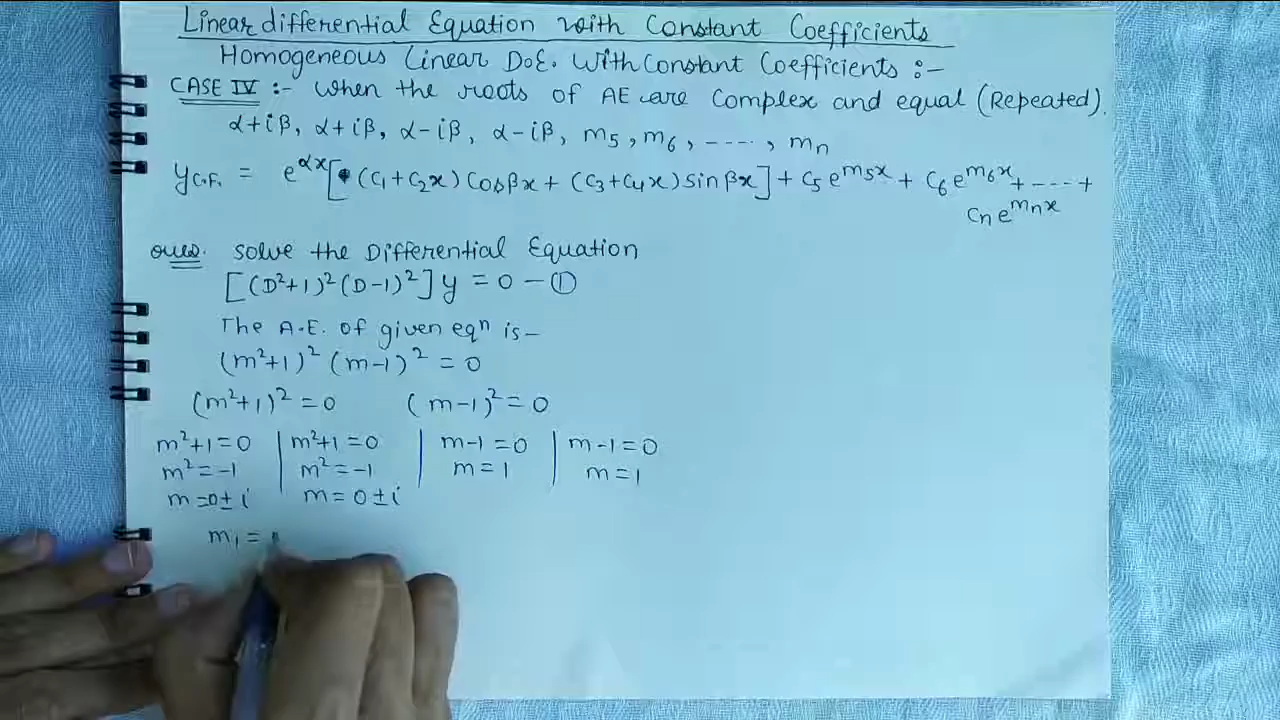 Linear differential Equation with Constant Coefficients
Homogeneous Linear D.E. With Constant Coefficients :-
CASE IV :- When the roots of AE are Complex and equal (Repeated).
α+iβ, α+iβ, α-iβ, α-iβ, m5, m6, ----, mn
yC.F. = e^αx[(C1+C2x) Cosβx + (C3+C4x) sinβx] + C5 e^m5x + C6 e^m6x + ---- +
Cn e^mnx
Ques. Solve the Differential Equation
[(D²+1)²(D-1)²]y = 0 - ①
The A.E. of given eqn is -
(m²+1)² (m-1)² = 0
(m²+1)² = 0 (m-1)² = 0
m²+1=0 | m²+1=0 | m-1=0 | m-1=0
m²=-1 | m²=-1 | m=1 | m=1
m=0±i m=0±i
m1 =